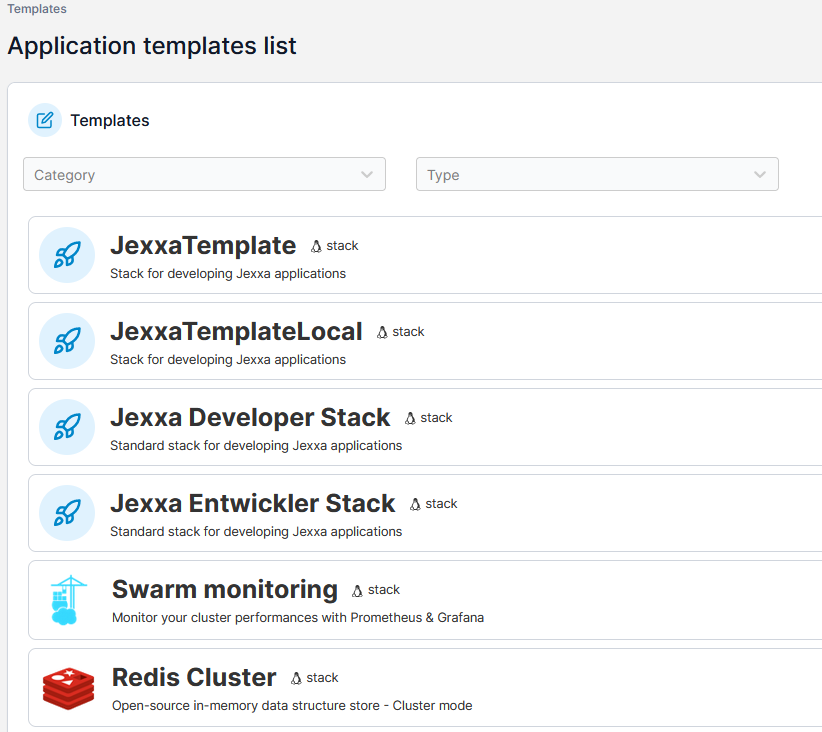 Templates
Application templates list
Templates
Category Type
JexxaTemplate stack
Stack for developing Jexxa applications
JexxaTemplateLocal stack
Stack for developing Jexxa applications
Jexxa Developer Stack stack
Standard stack for developing Jexxa applications
Jexxa Entwickler Stack stack
Standard stack for developing Jexxa applications
Swarm monitoring stack
Monitor your cluster performances with Prometheus & Grafana
Redis Cluster stack
Open-source in-memory data structure store - Cluster mode